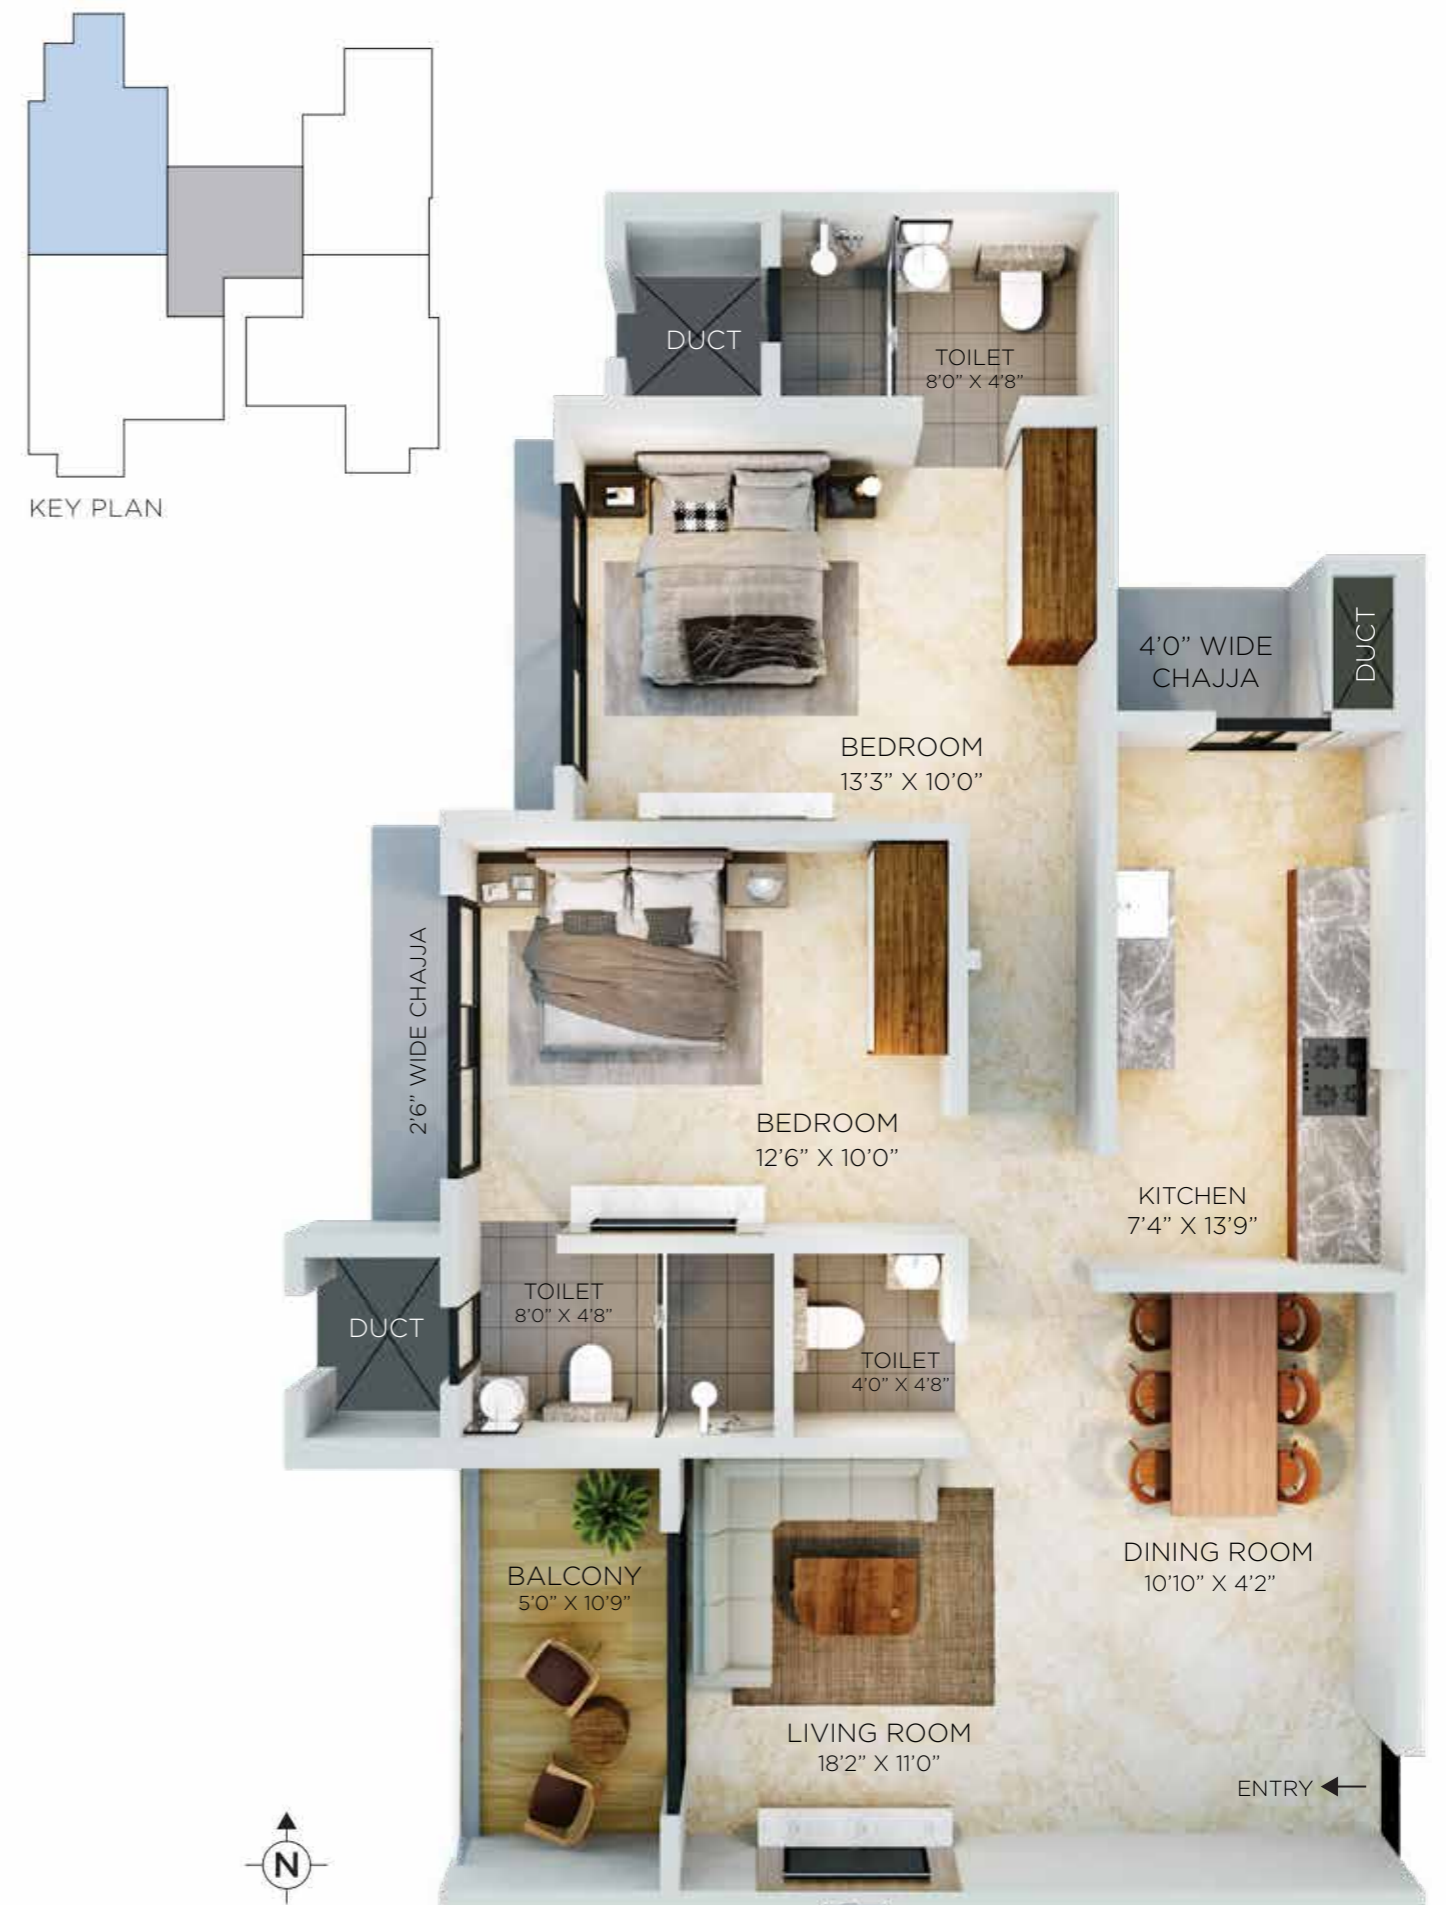 KEY PLAN
DUCT
TOILET
8'0" X 4'8"
4'0" WIDE
CHAJJA
DUCT
BEDROOM
13'3" X 10'0"
2'6" WIDE CHAJJA
BEDROOM
12'6" X 10'0"
KITCHEN
7'4" X 13'9"
TOILET
8'0" X 4'8"
DUCT
TOILET
4'0" X 4'8"
BALCONY
5'0" X 10'9"
DINING ROOM
10'10" X 4'2"
LIVING ROOM
18'2" X 11'0"
ENTRY
N